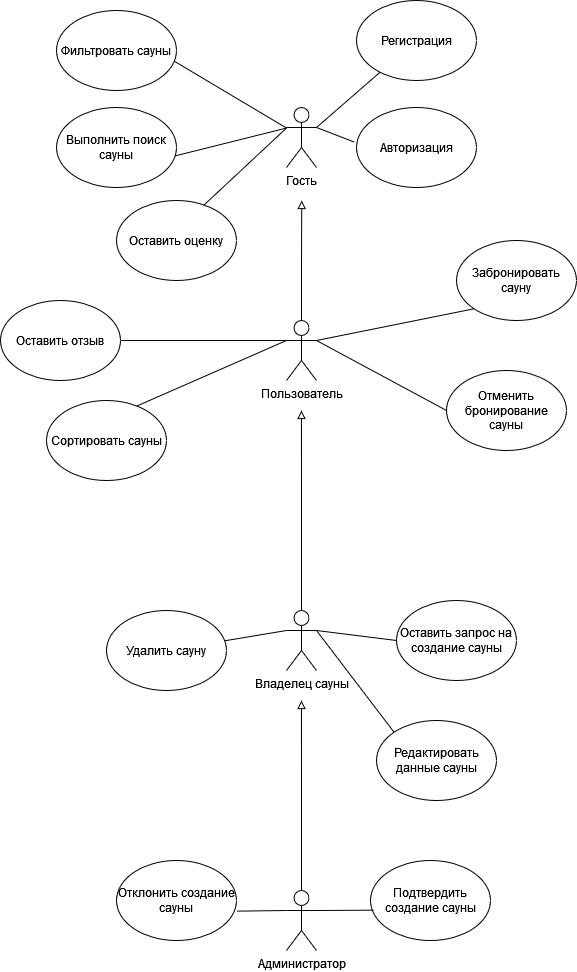 Фильтровать сауны
Регистрация
Выполнить поиск
сауны
Авторизация
Гость
Оставить оценку
Забронировать
сауну
Оставить отзыв
Пользователь
Отменить
бронирование
сауны
Сортировать сауны
Удалить сауну
Оставить запрос на
создание сауны
Владелец сауны
Редактировать
данные сауны
Отклонить создание
сауны
Подтвердить
создание сауны
Администратор